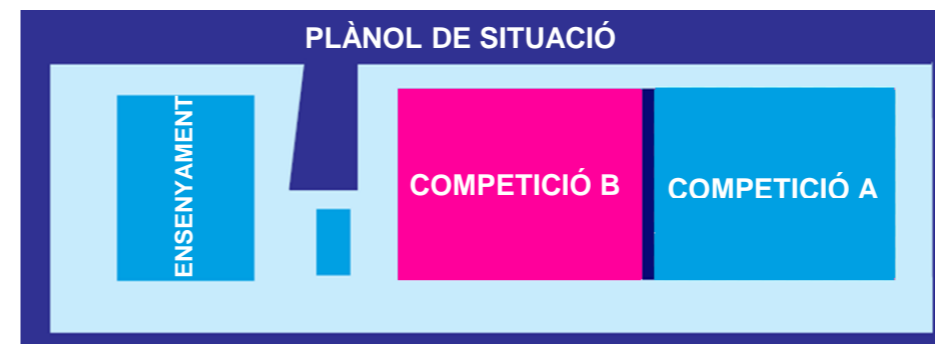 PLÀNOL DE SITUACIÓ
ENSENYAMENT
COMPETICIÓ B
COMPETICIÓ A